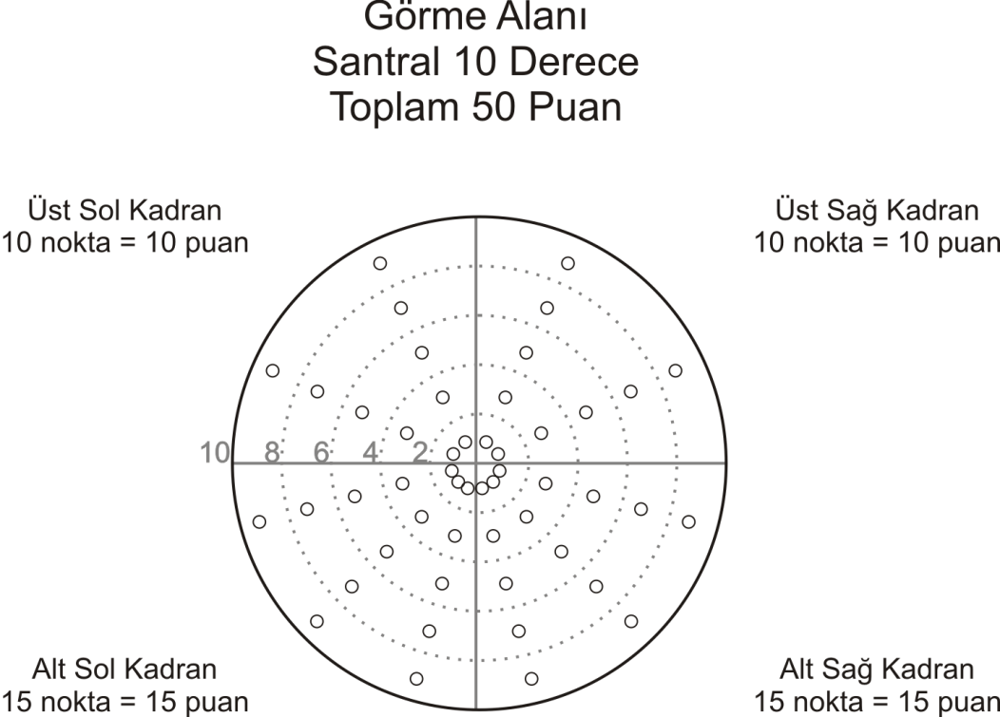 Görme Alanı
Santral 10 Derece
Toplam 50 Puan
Üst Sol Kadran
10 nokta = 10 puan
Üst Sağ Kadran
10 nokta = 10 puan
10 8 6 4 2
Alt Sol Kadran
15 nokta = 15 puan
Alt Sağ Kadran
15 nokta = 15 puan